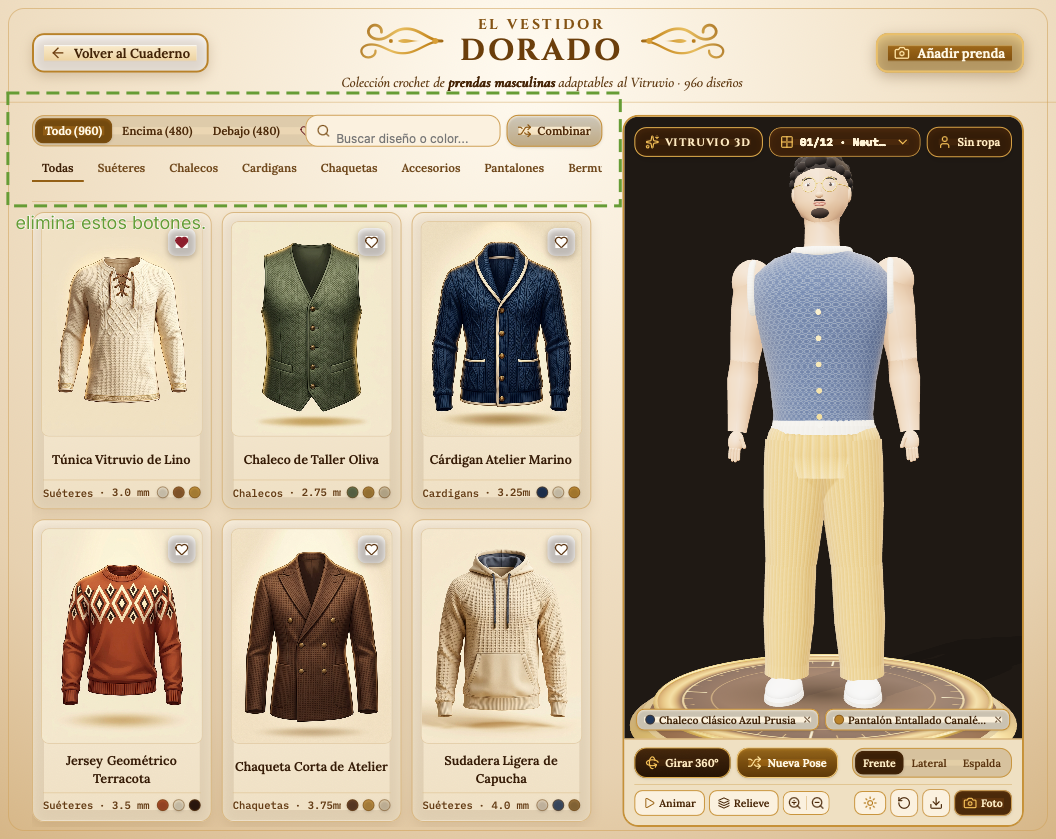 Volver al Cuaderno
EL VESTIDOR
DORADO
Colección crochet de prendas masculinas adaptables al Vitruvio · 960 diseños
Añadir prenda
Todo (960) Encima (480) Debajo (480)
Buscar diseño o color...
Combinar
Todas Suéteres Chalecos Cardigans Chaquetas Accesorios Pantalones Bermu
elimina estos botones.
VITRUVIO 3D
01/12 · Neut…
Sin ropa
Túnica Vitruvio de Lino
Suéteres · 3.0 mm
Chaleco de Taller Oliva
Chalecos · 2.75 m
Cárdigan Atelier Marino
Cardigans · 3.25m
Jersey Geométrico
Terracota
Suéteres · 3.5 mm
Chaqueta Corta de Atelier
Chaquetas · 3.75m
Sudadera Ligera de
Capucha
Suéteres · 4.0 mm
Chaleco Clásico Azul Prusia
Pantalón Entallado Canalé...
Girar 360°
Nueva Pose
Frente Lateral Espalda
Animar
Relieve
Foto